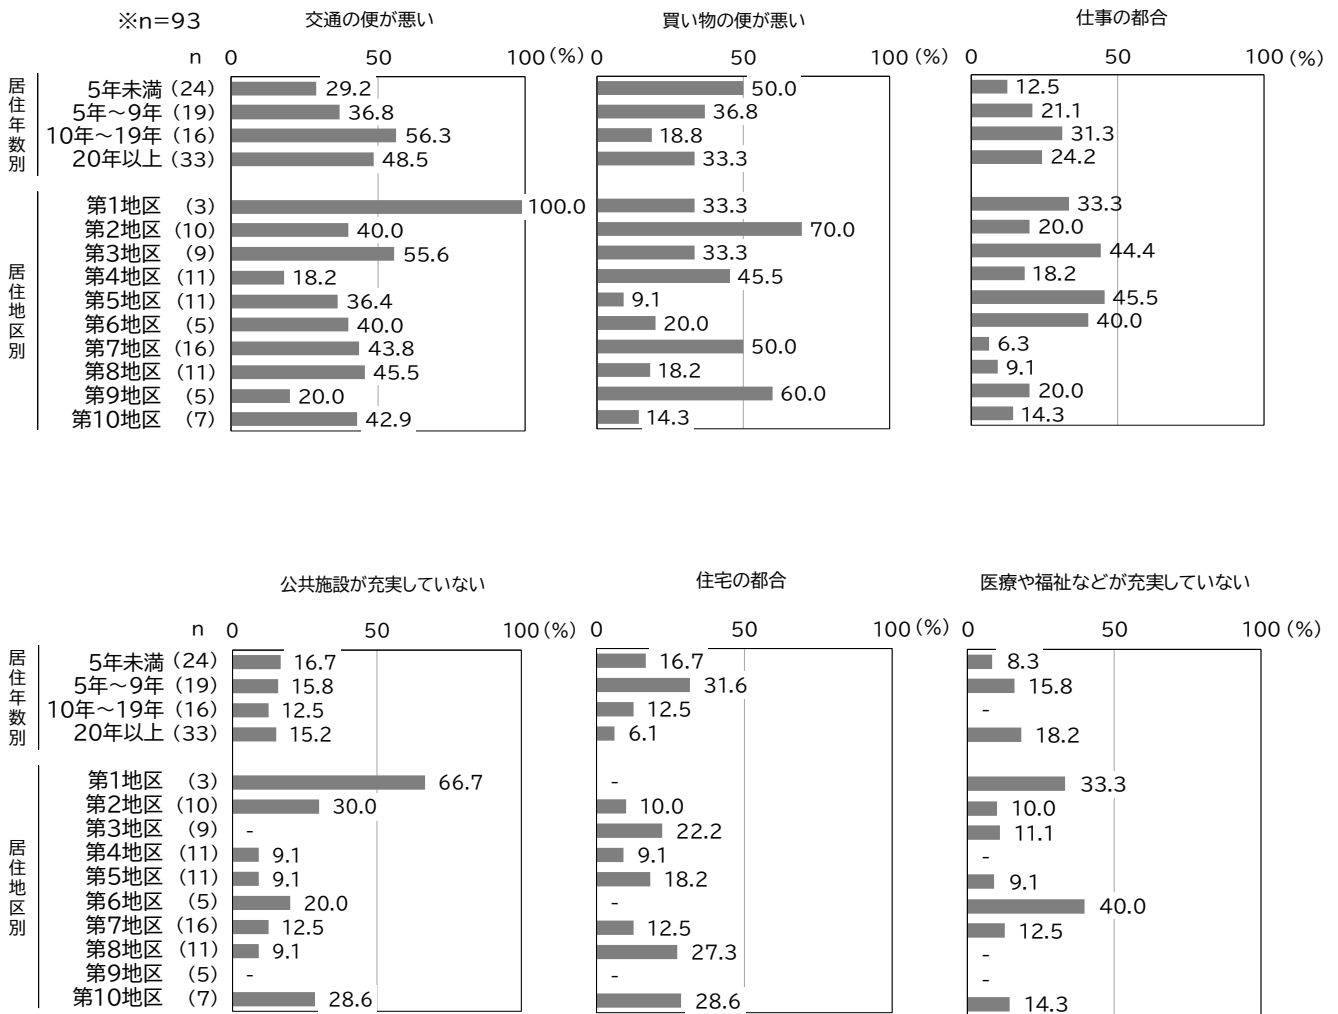 ※n=93 交通の便が悪い 買い物の便が悪い 仕事の都合
n 0 50 100(%) 0 50 100(%) 0 50 100(%)
居住年数別
5年未満(24) 29.2 50.0 12.5
5年～9年(19) 36.8 36.8 21.1
10年～19年(16) 56.3 18.8 31.3
20年以上(33) 48.5 33.3 24.2
居住地区別
第1地区 (3) 100.0 33.3 33.3
第2地区 (10) 40.0 70.0 20.0
第3地区 (9) 55.6 33.3 44.4
第4地区 (11) 18.2 45.5 18.2
第5地区 (11) 36.4 9.1 45.5
第6地区 (5) 40.0 20.0 40.0
第7地区 (16) 43.8 50.0 6.3
第8地区 (11) 45.5 18.2 9.1
第9地区 (5) 20.0 60.0 20.0
第10地区 (7) 42.9 14.3 14.3
公共施設が充実していない 住宅の都合 医療や福祉などが充実していない
n 0 50 100(%) 0 50 100(%) 0 50 100(%)
居住年数別
5年未満(24) 16.7 16.7 8.3
5年～9年(19) 15.8 31.6 15.8
10年～19年(16) 12.5 12.5 -
20年以上(33) 15.2 6.1 18.2
居住地区別
第1地区 (3) 66.7 - 33.3
第2地区 (10) 30.0 10.0 10.0
第3地区 (9) - 22.2 11.1
第4地区 (11) 9.1 9.1 -
第5地区 (11) 9.1 18.2 9.1
第6地区 (5) 20.0 - 40.0
第7地区 (16) 12.5 12.5 12.5
第8地区 (11) 9.1 27.3 -
第9地区 (5) - - -
第10地区 (7) 28.6 28.6 14.3